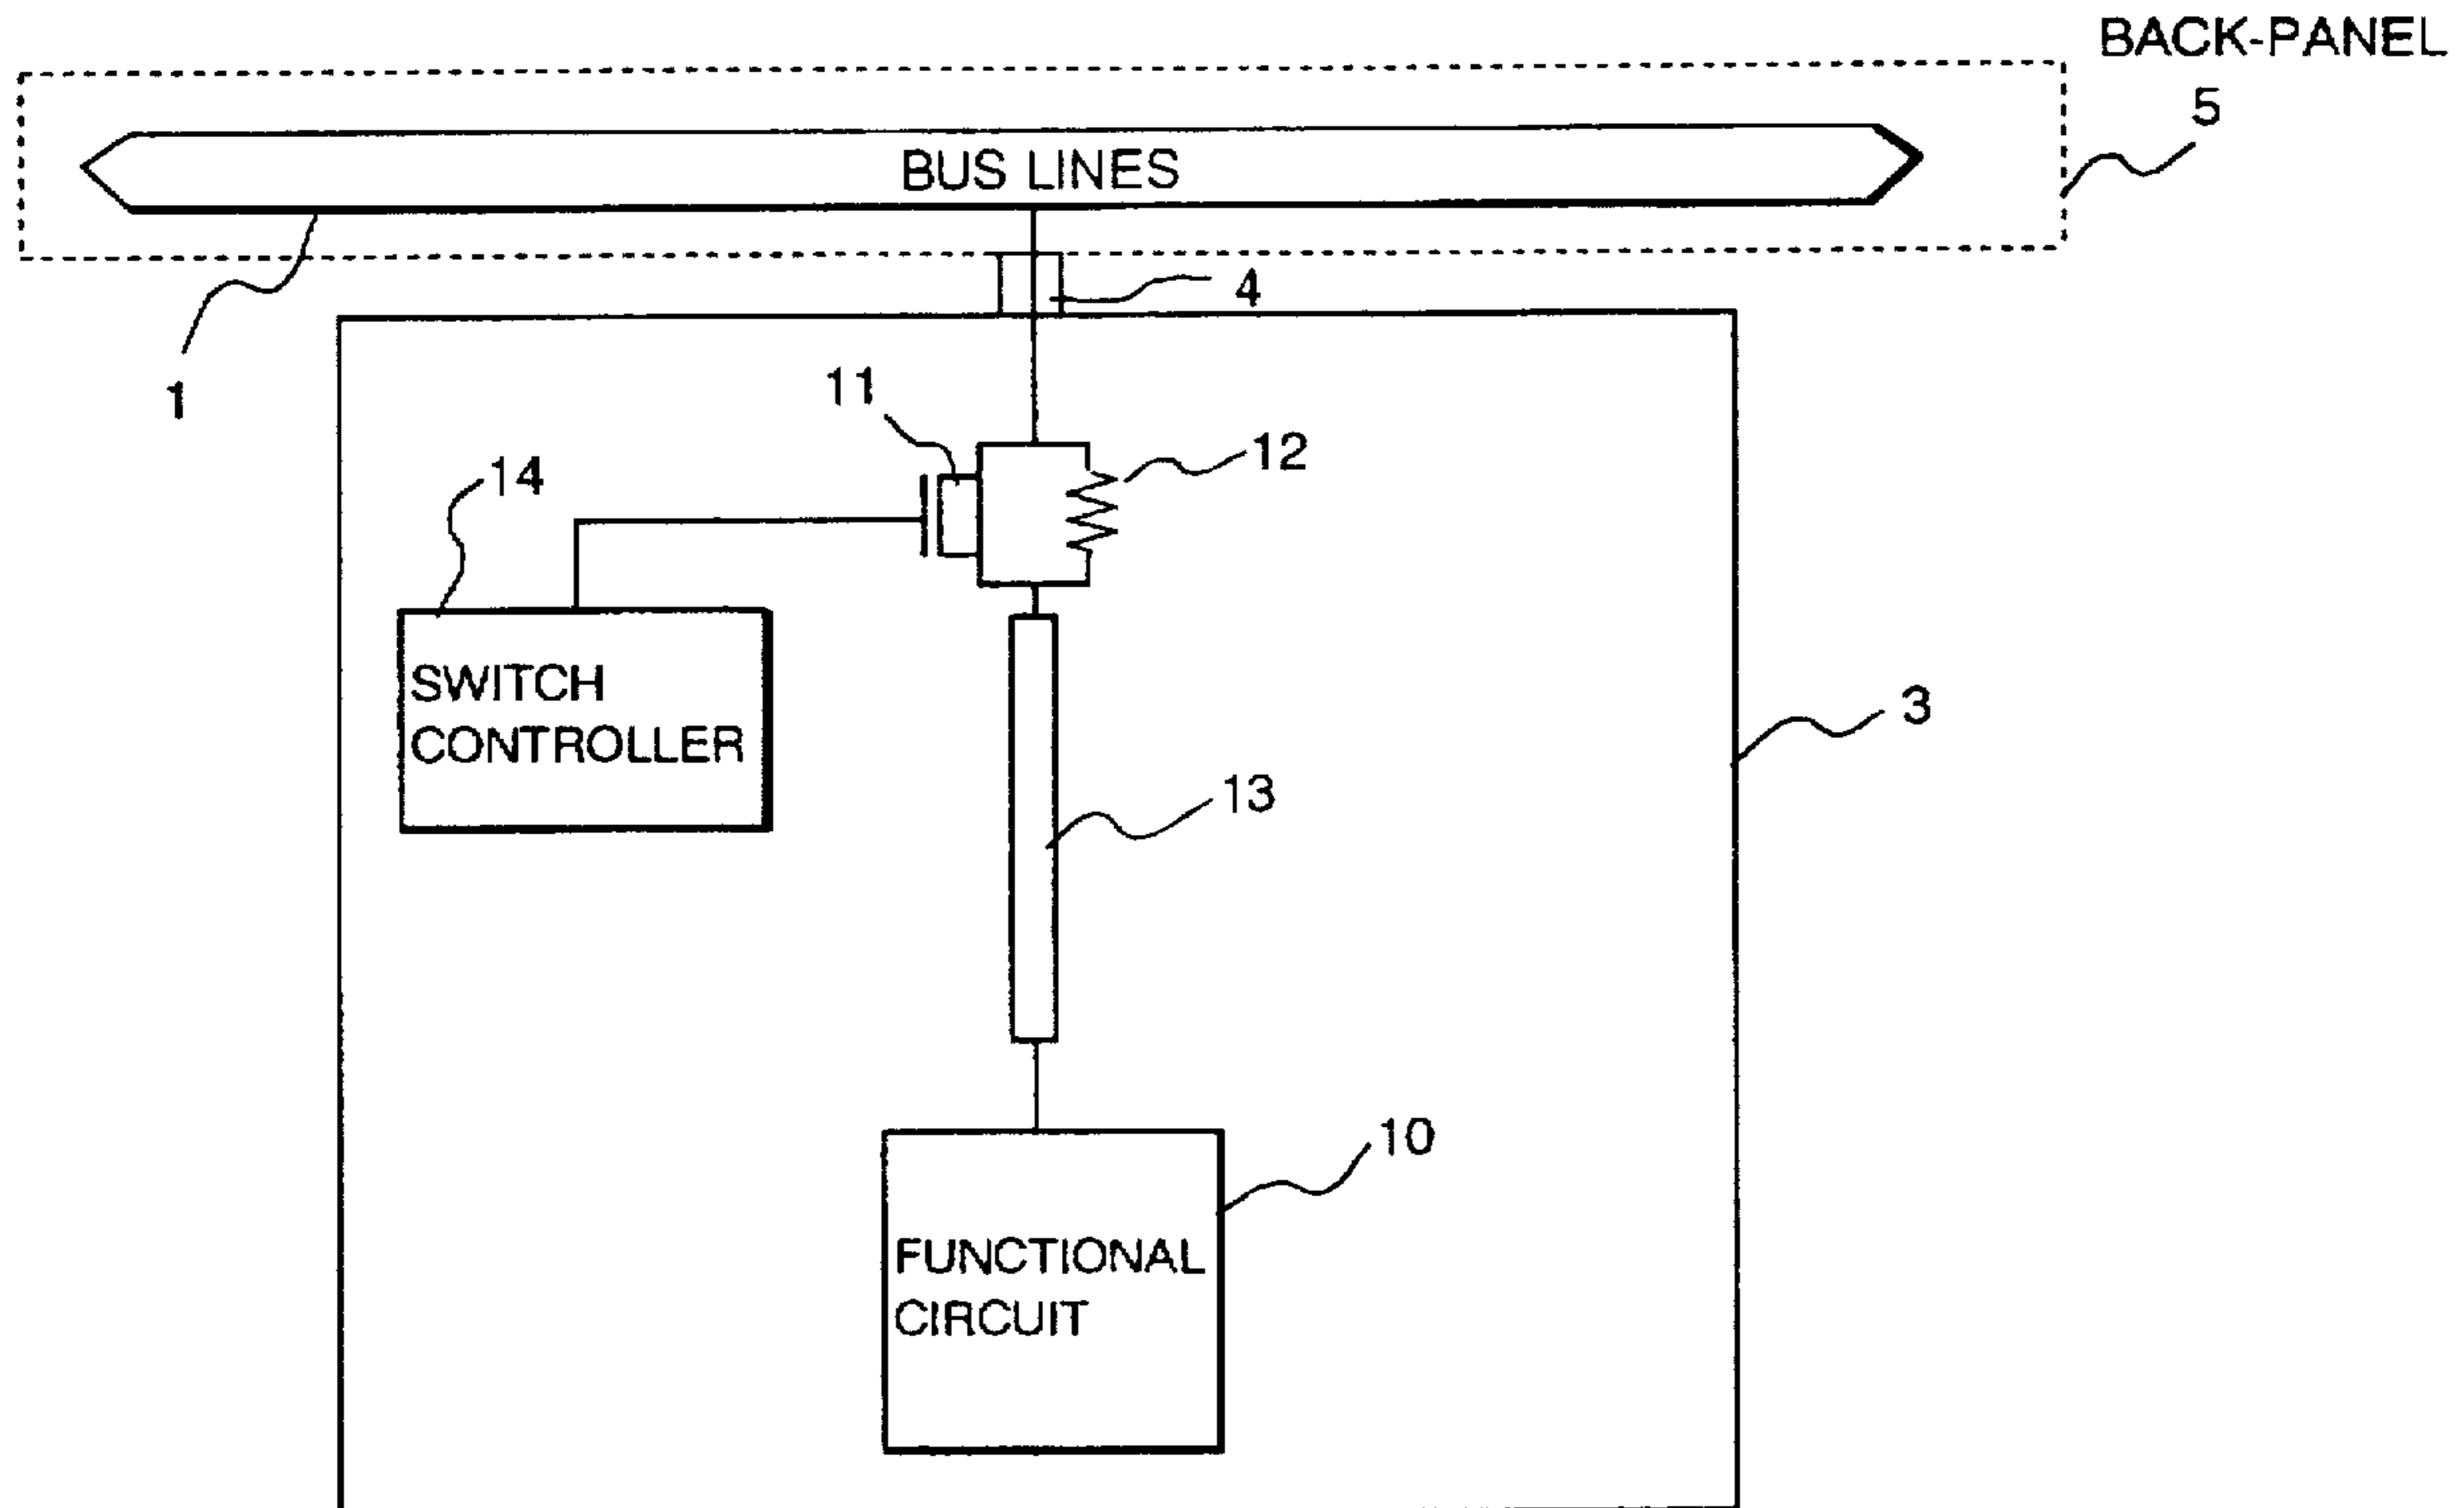 BACK-PANEL
5
BUS LINES
4
1
11
12
14
SWITCH
CONTROLLER
3
13
10
FUNCTIONAL
CIRCUIT